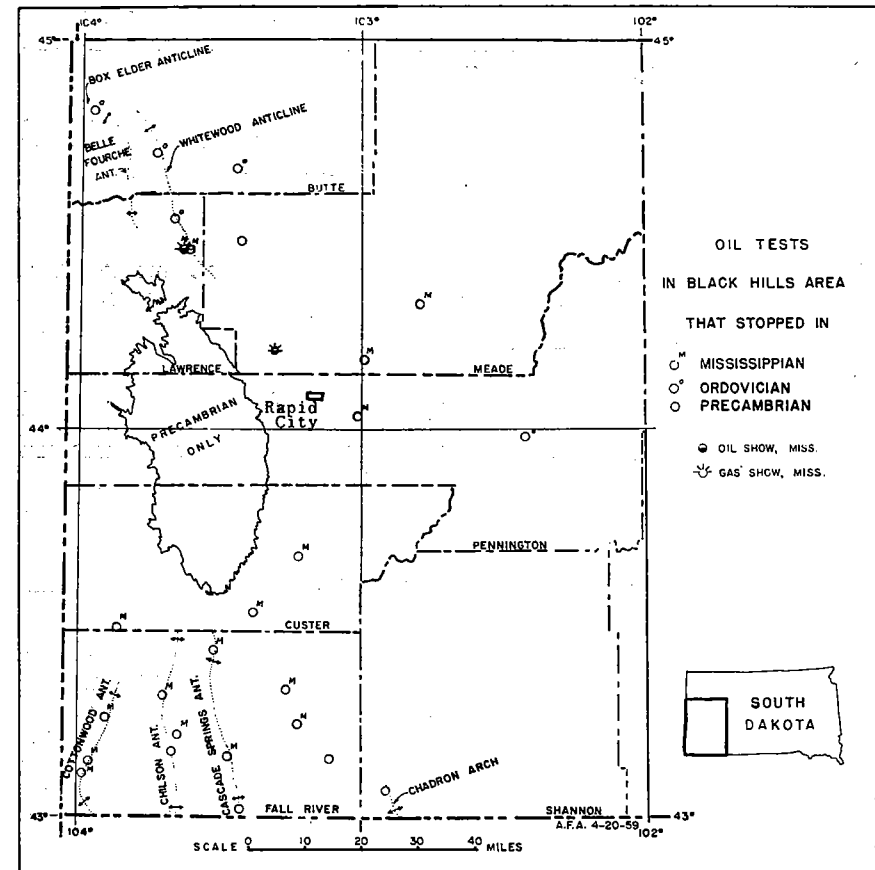 1C4° 1C3° 102°
45° 45°
BOX ELDER ANTICLINE
BELLE
FOURCHE
ANT.
WHITEWOOD ANTICLINE
BUTTE
OIL TESTS
IN BLACK HILLS AREA
THAT STOPPED IN
M MISSISSIPPIAN
O ORDOVICIAN
PRECAMBRIAN
OIL SHOW, MISS.
GAS SHOW, MISS.
LAWRENCE MEADE
Rapid
City
PRECAMBRIAN
ONLY
44°
PENNINGTON
CUSTER
COTTONWOOD ANT.
CHILSON ANT.
CASCADE SPRINGS ANT.
CHADRON ARCH
SOUTH
DAKOTA
FALL RIVER SHANNON
43° 43°
A.F.A. 4-20-59
104° 102°
SCALE 0 10 20 30 40 MILES